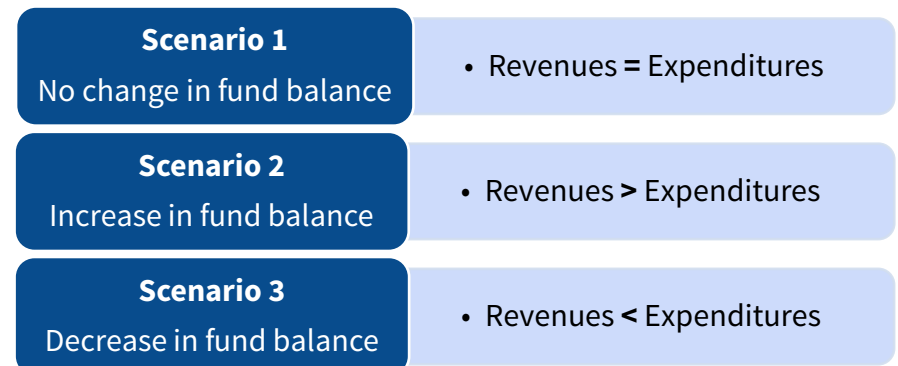 Scenario 1
No change in fund balance
• Revenues = Expenditures
Scenario 2
Increase in fund balance
• Revenues > Expenditures
Scenario 3
Decrease in fund balance
• Revenues < Expenditures